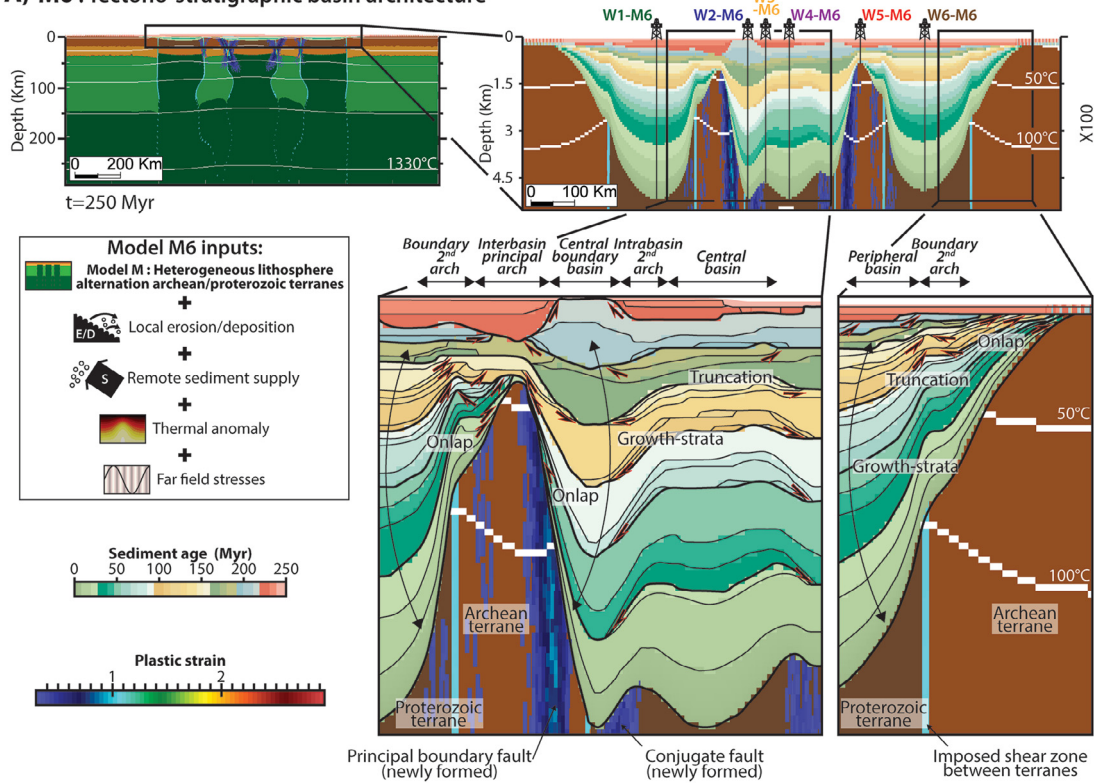 A) M6 : Tectono-stratigraphic basin architecture
0
100
200
Depth (Km)
1330°C
0 200 Km
t=250 Myr
W1-M6
W2-M6
W3
-M6
W4-M6
W5-M6
W6-M6
0
1.5
3
4.5
Depth (Km)
50°C
100°C
0 100 Km
X100
Model M6 inputs:
Model M : Heterogeneous lithosphere
alternation archean/proterozoic terranes
+
E/D
Local erosion/deposition
+
S
Remote sediment supply
+
Thermal anomaly
+
Far field stresses
Sediment age (Myr)
0 50 100 150 200 250
Plastic strain
1 2
Boundary
2nd
arch
Interbasin
principal
arch
Central
boundary
basin
Intrabasin
2nd
arch
Central
basin
Onlap
Truncation
Growth-strata
Onlap
Archean
terrane
Proterozoic
terrane
Principal boundary fault
(newly formed)
Conjugate fault
(newly formed)
Peripheral
basin
Boundary
2nd
arch
Onlap
Truncation
50°C
Growth-strata
100°C
Archean
terrane
Proterozoic
terrane
Imposed shear zone
between terranes